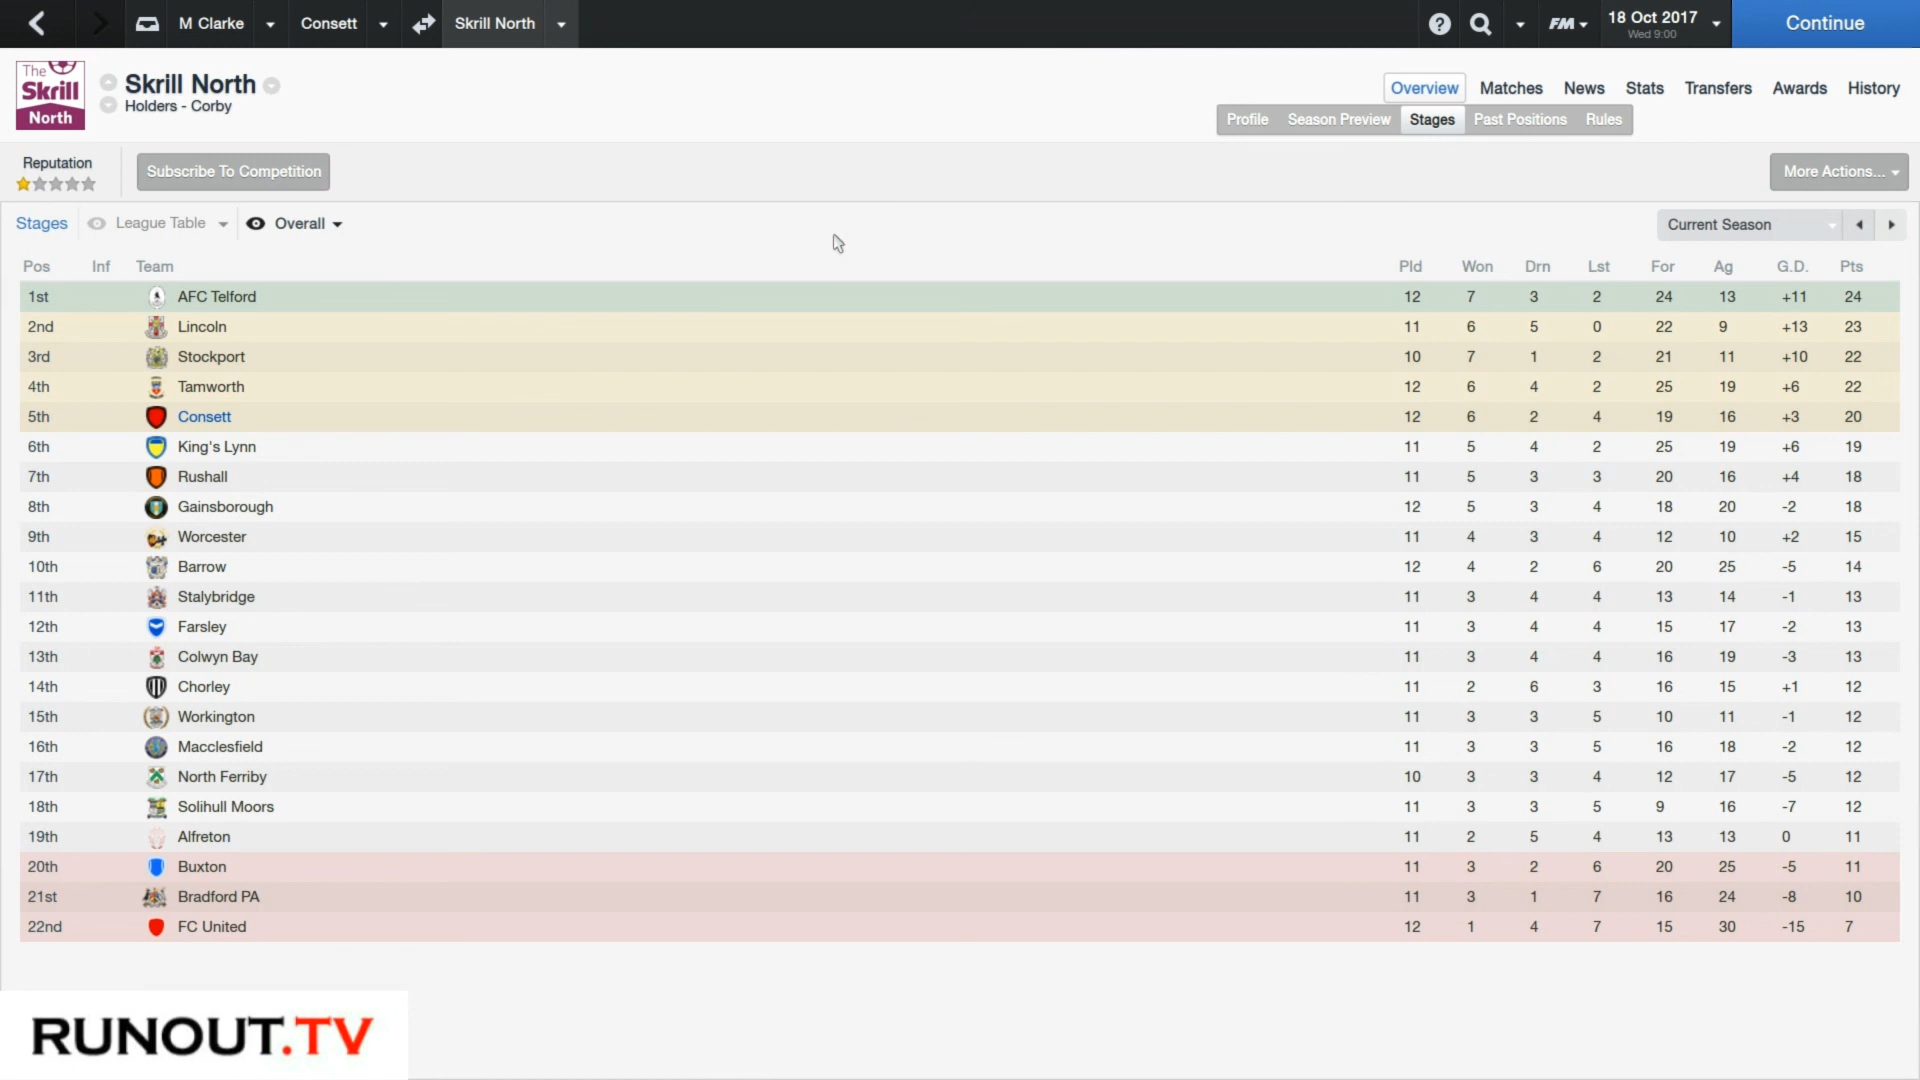 M Clarke Consett Skrill North ? FM 18 Oct 2017 Continue
Wed 9:00
The Skrill North
Skrill North
Holders - Corby
Overview Matches News Stats Transfers Awards History
Profile Season Preview Stages Past Positions Rules
Reputation
Subscribe To Competition
More Actions...
Stages League Table Overall Current Season
Pos Inf Team Pld Won Drn Lst For Ag G.D. Pts
1st AFC Telford 12 7 3 2 24 13 +11 24
2nd Lincoln 11 6 5 0 22 9 +13 23
3rd Stockport 10 7 1 2 21 11 +10 22
4th Tamworth 12 6 4 2 25 19 +6 22
5th Consett 12 6 2 4 19 16 +3 20
6th King's Lynn 11 5 4 2 25 19 +6 19
7th Rushall 11 5 3 3 20 16 +4 18
8th Gainsborough 12 5 3 4 18 20 -2 18
9th Worcester 11 4 3 4 12 10 +2 15
10th Barrow 12 4 2 6 20 25 -5 14
11th Stalybridge 11 3 4 4 13 14 -1 13
12th Farsley 11 3 4 4 15 17 -2 13
13th Colwyn Bay 11 3 4 4 16 19 -3 13
14th Chorley 11 2 6 3 16 15 +1 12
15th Workington 11 3 3 5 10 11 -1 12
16th Macclesfield 11 3 3 5 16 18 -2 12
17th North Ferriby 10 3 3 4 12 17 -5 12
18th Solihull Moors 11 3 3 5 9 16 -7 12
19th Alfreton 11 2 5 4 13 13 0 11
20th Buxton 11 3 2 6 20 25 -5 11
21st Bradford PA 11 3 1 7 16 24 -8 10
22nd FC United 12 1 4 7 15 30 -15 7
RUNOUT.TV